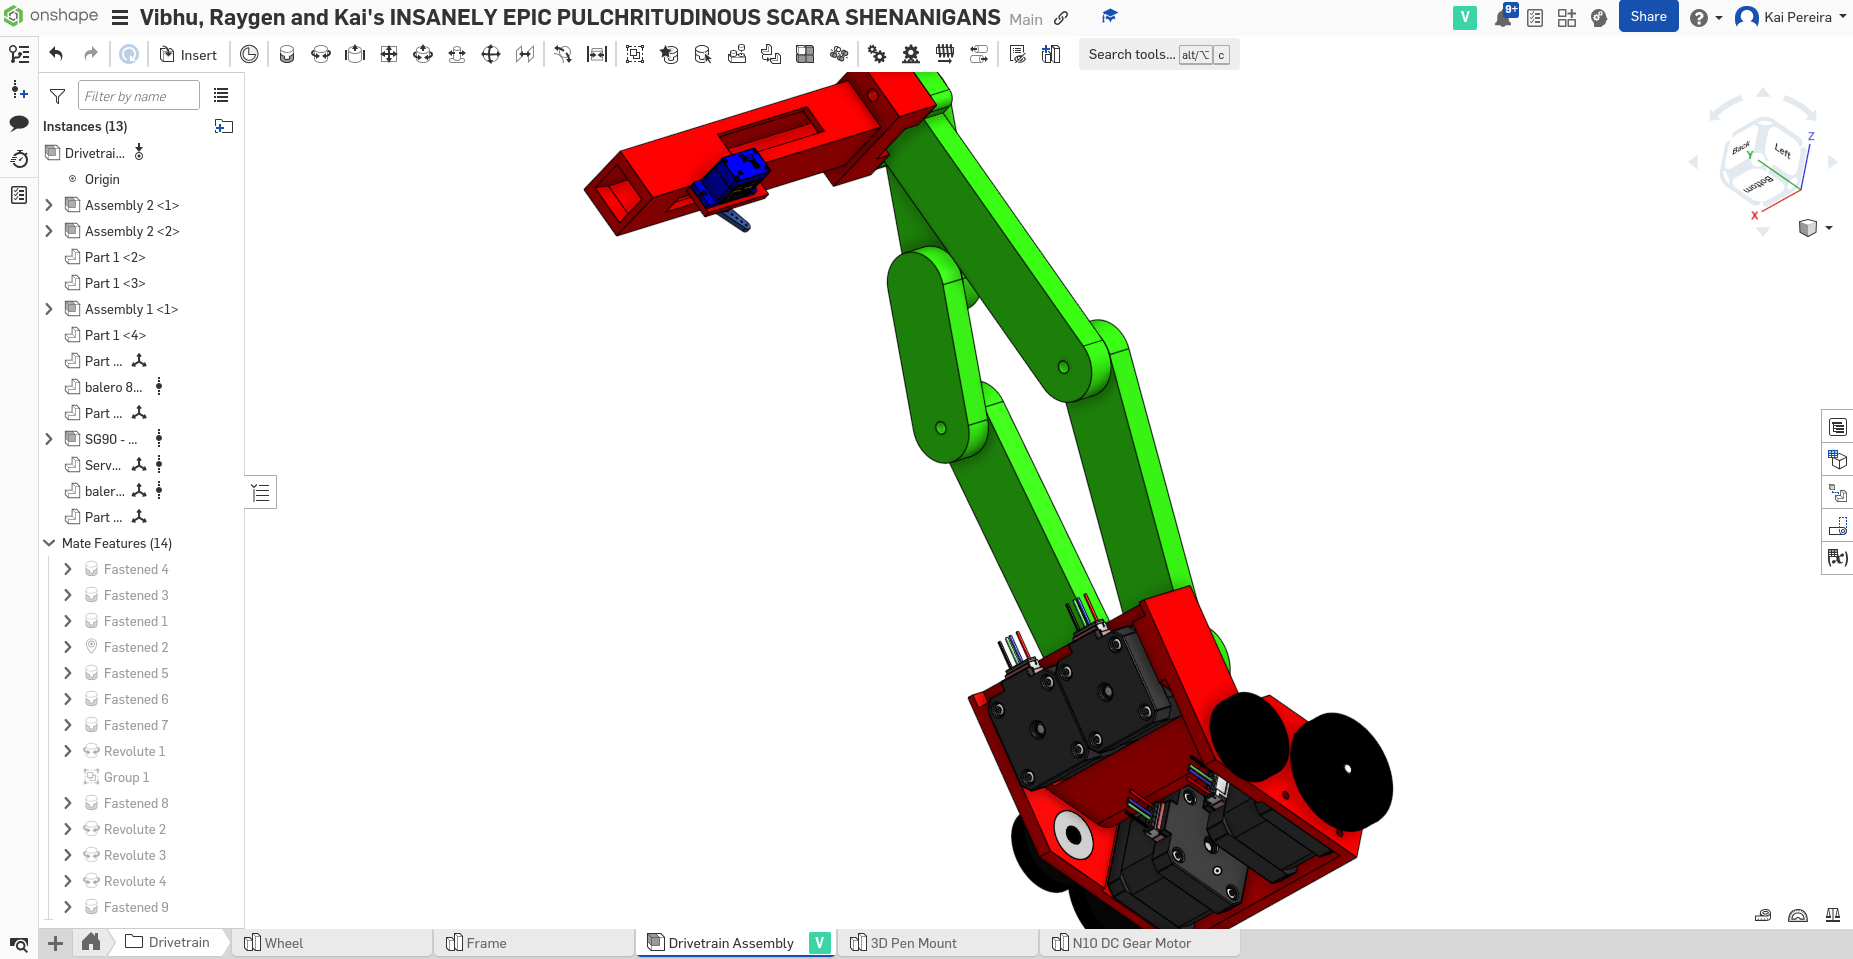 onshape
Vibhu, Raygen and Kai's INSANELY EPIC PULCHRITUDINOUS SCARA SHENANIGANS
Main
V
9+
Share
Kai Pereira
Insert
Search tools... alt/⌥ c
Filter by name
Instances (13)
Drivetrai...
Origin
Assembly 2 <1>
Assembly 2 <2>
Part 1 <2>
Part 1 <3>
Assembly 1 <1>
Part 1 <4>
Part ...
balero 8...
Part ...
SG90 - ...
Serv...
baler...
Part ...
Mate Features (14)
Fastened 4
Fastened 3
Fastened 1
Fastened 2
Fastened 5
Fastened 6
Fastened 7
Revolute 1
Group 1
Fastened 8
Revolute 2
Revolute 3
Revolute 4
Fastened 9
Z
Back
Left
Y
Bottom
X
(x)
Drivetrain
Wheel
Frame
Drivetrain Assembly
V
3D Pen Mount
N10 DC Gear Motor